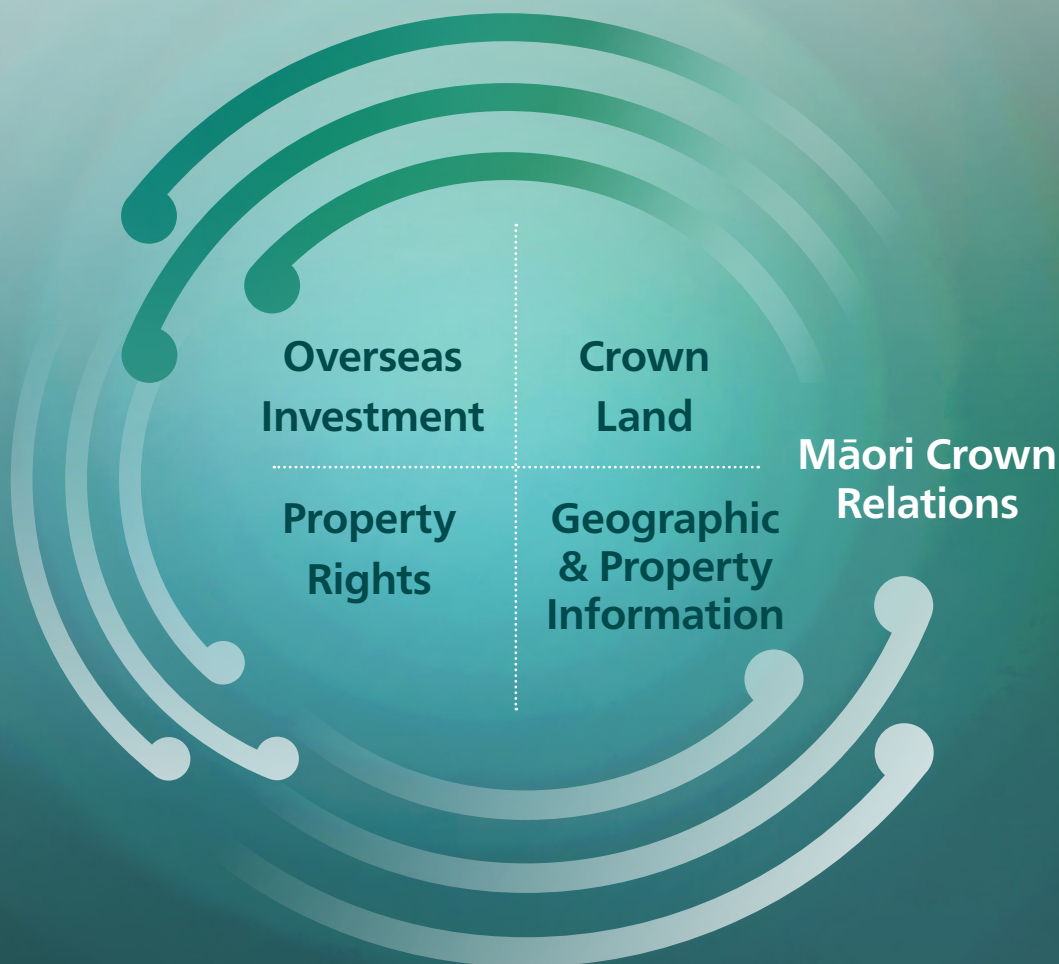 Overseas
Investment
Crown
Land
Property
Rights
Geographic
& Property
Information
Māori Crown
Relations